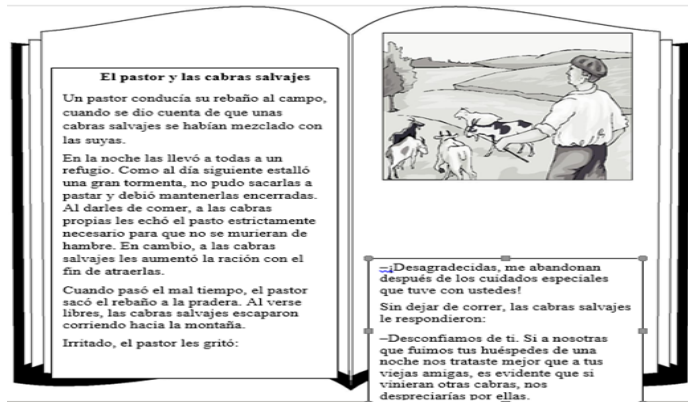 El pastor y las cabras salvajes
Un pastor conducía su rebaño al campo,
cuando se dio cuenta de que unas
cabras salvajes se habían mezclado con
las suyas.
En la noche las llevó a todas a un
refugio. Como al día siguiente estalló
una gran tormenta, no pudo sacarlas a
pastar y debió mantenerlas encerradas.
Al darles de comer, a las cabras
propias les echó el pasto estrictamente
necesario para que no se murieran de
hambre. En cambio, a las cabras
salvajes les aumentó la ración con el
fin de atraerlas.
Cuando pasó el mal tiempo, el pastor
sacó el rebaño a la pradera. Al verse
libres, las cabras salvajes escaparon
corriendo hacia la montaña.
Irritado, el pastor les gritó:
–¡Desagradecidas, me abandonan
después de los cuidados especiales
que tuve con ustedes!
Sin dejar de correr, las cabras salvajes
le respondieron:
–Desconfiamos de ti. Si a nosotras
que fuimos tus huéspedes de una
noche nos trataste mejor que a tus
viejas amigas, es evidente que si
vinieran otras cabras, nos
despreciarías por ellas.